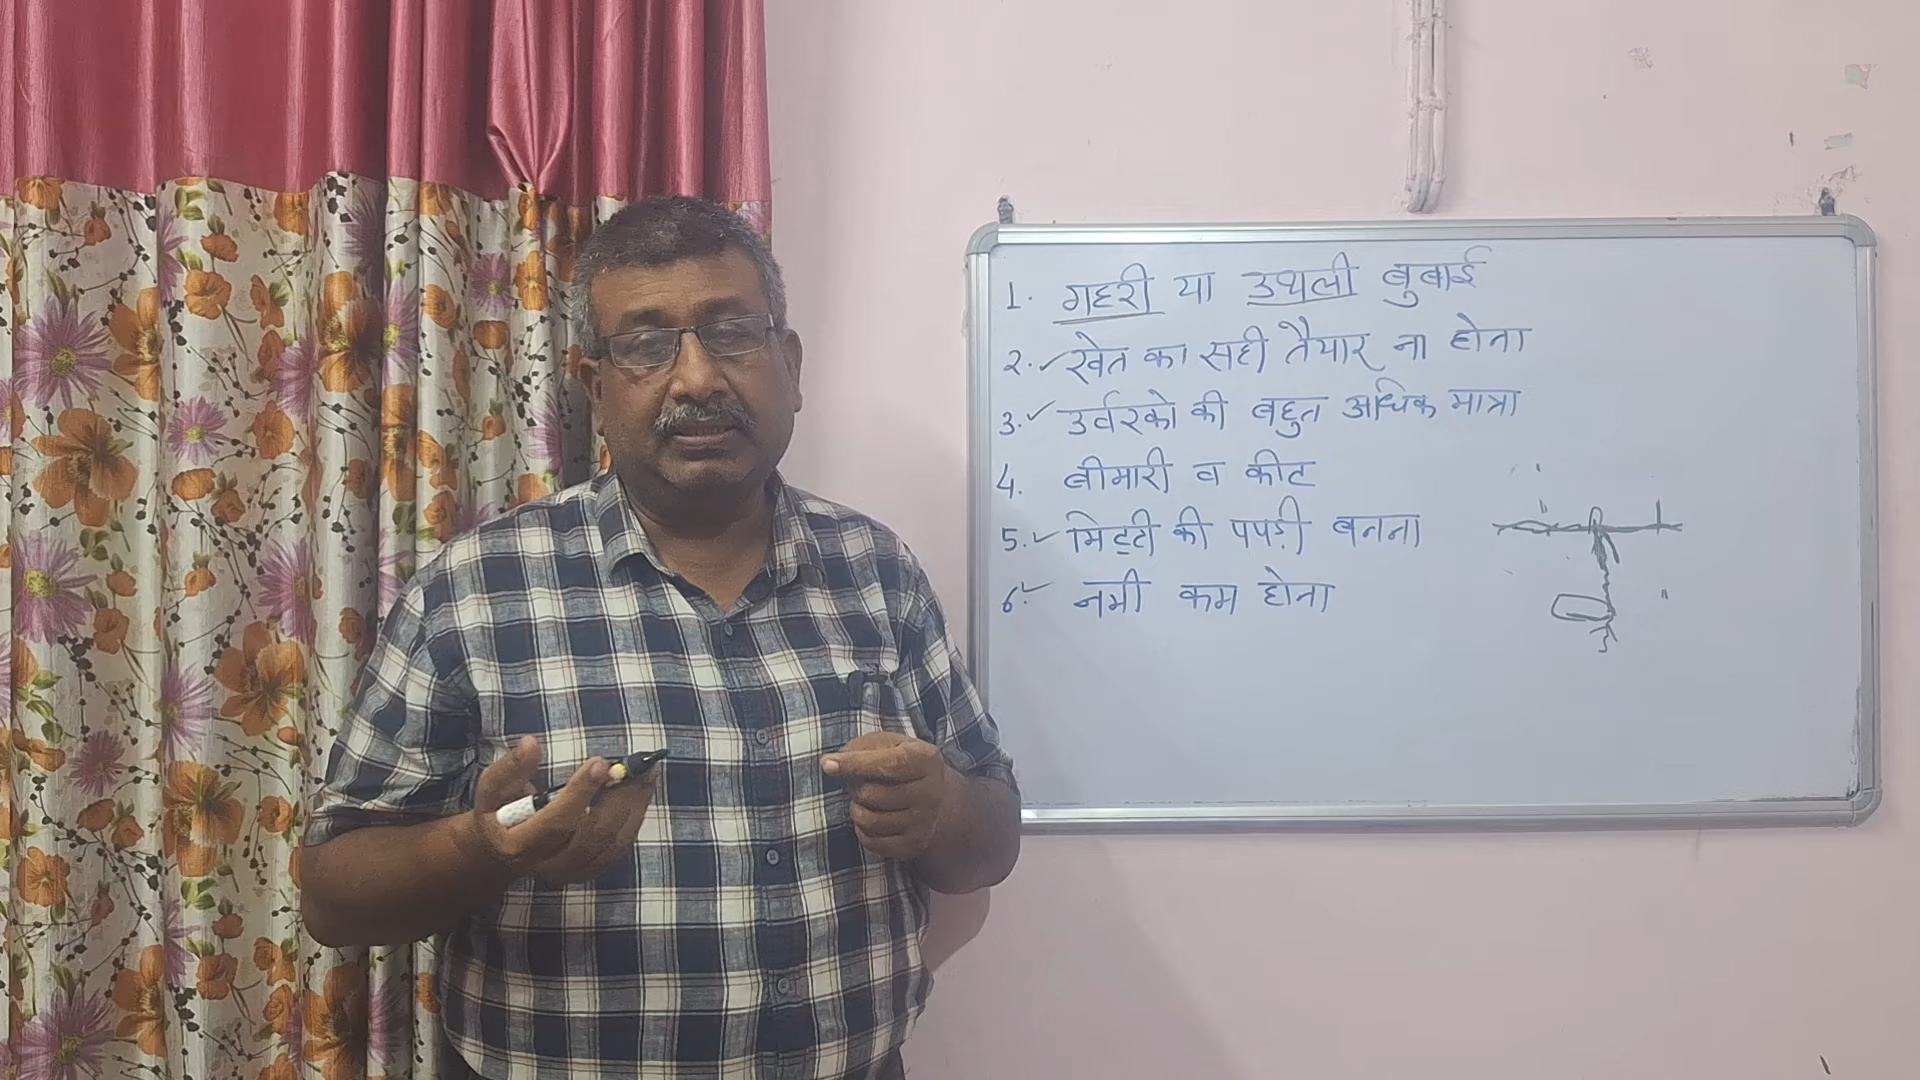 1. गहरी या उथली बुबाई
2. ✓ खेत का सही तैयार ना होना
3. ✓ उर्वरको की बहुत अधिक मात्रा
4. बीमारी व कीट
5. ✓ मिट्टी की पपड़ी बनना
6. ✓ नमी कम होना